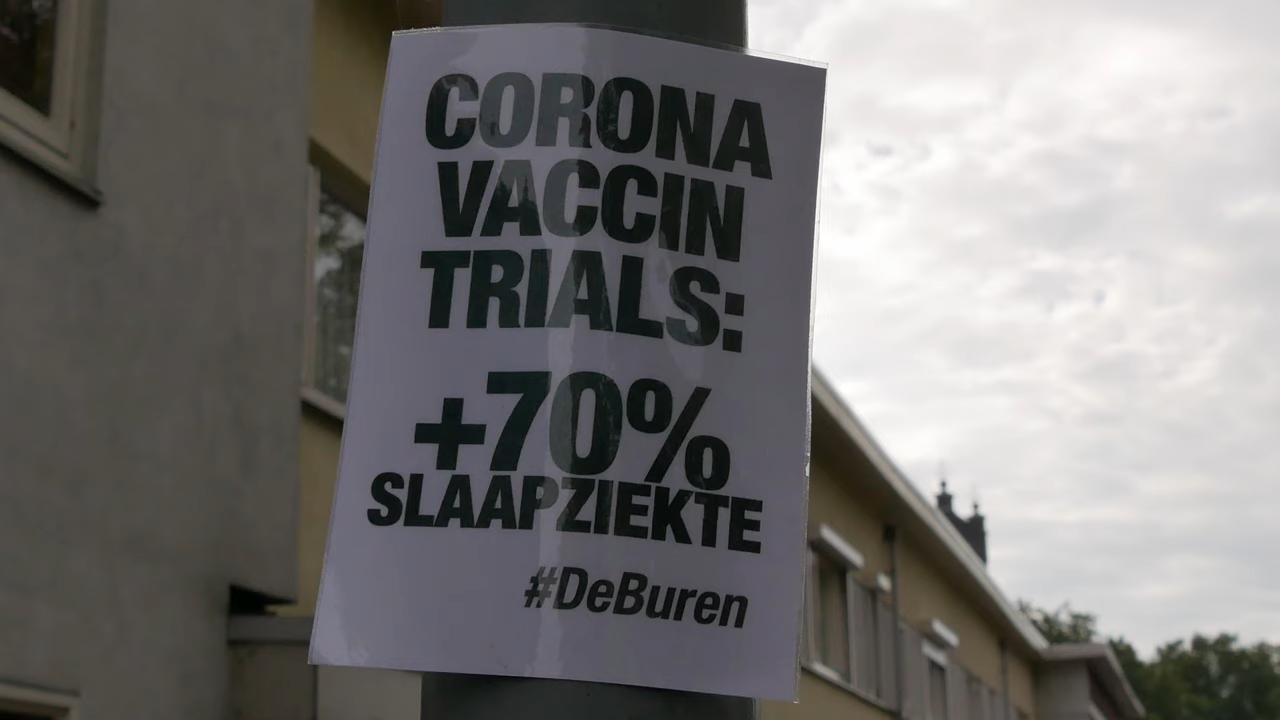 CORONA
VACCIN
TRIALS:
+70%
SLAAPZIEKTE
#DeBuren